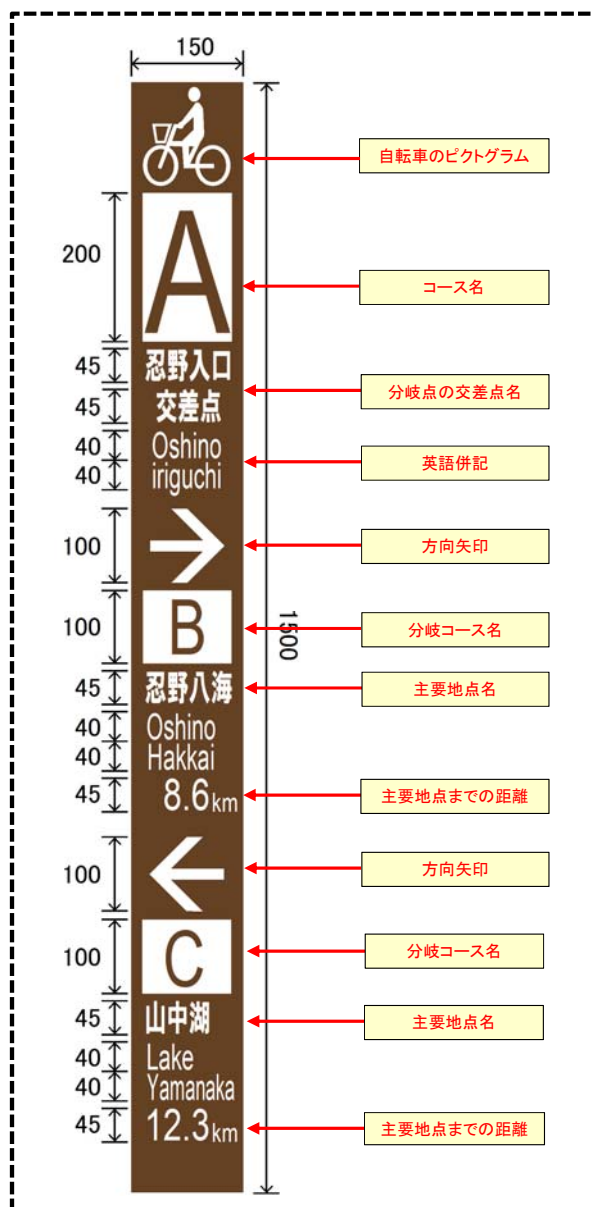 150
自転車のピクトグラム
200
A
コース名
45
忍野入口
45
交差点
分岐点の交差点名
40
Oshino
40
iriguchi
英語併記
100
方向矢印
100
B
1500
分岐コース名
45
忍野八海
主要地点名
40
Oshino
40
Hakkai
45
8.6km
主要地点までの距離
100
方向矢印
100
C
分岐コース名
45
山中湖
主要地点名
40
Lake
40
Yamanaka
45
12.3km
主要地点までの距離